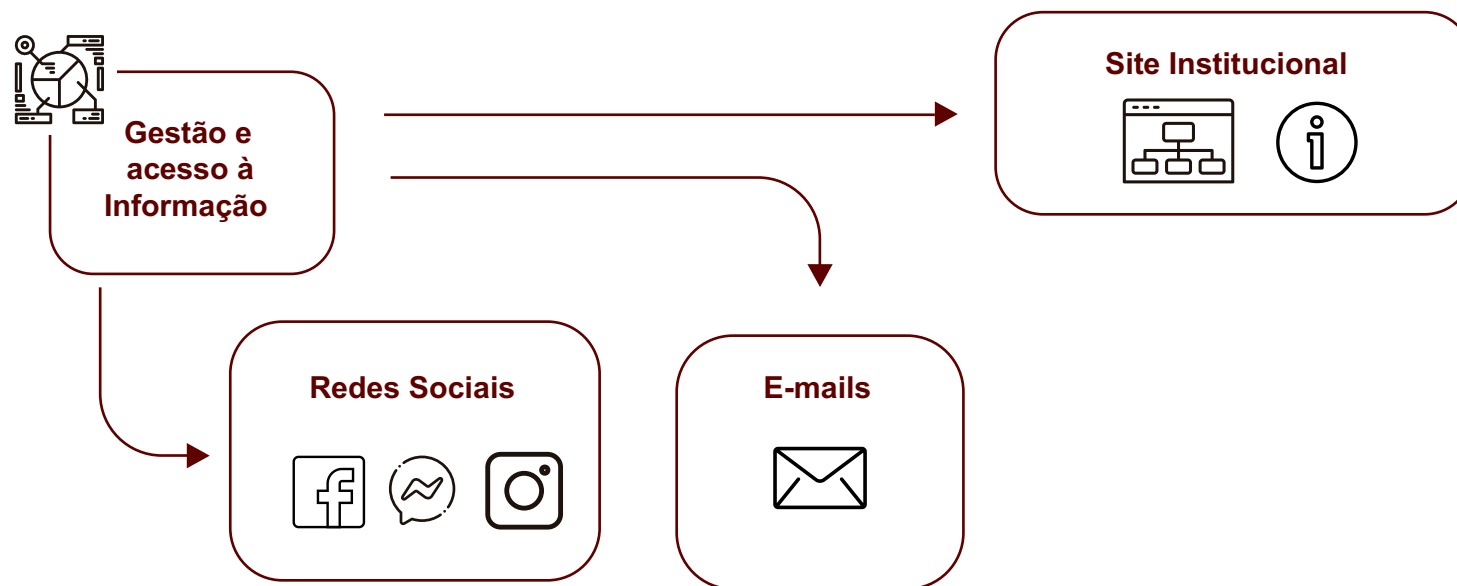 Gestão e
acesso à
Informação
Site Institucional
Redes Sociais
E-mails